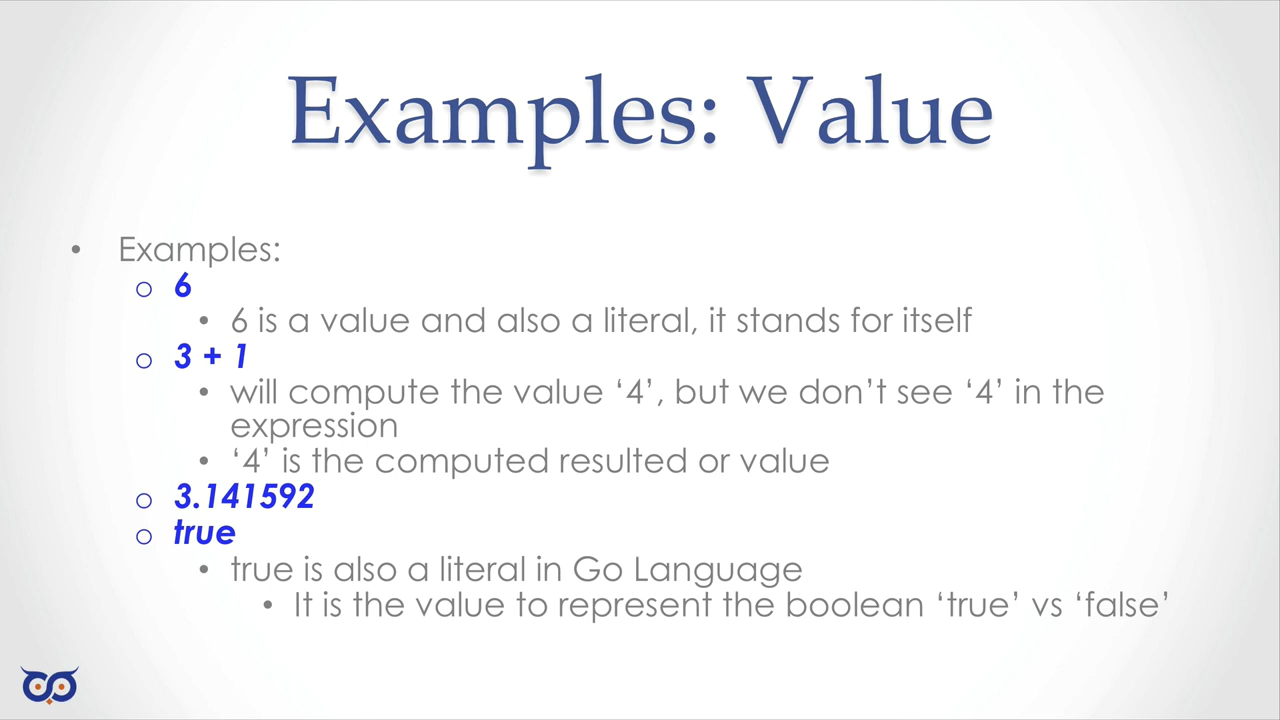 Examples: Value
• Examples:
o 6
• 6 is a value and also a literal, it stands for itself
o 3 + 1
• will compute the value ‘4’, but we don’t see ‘4’ in the
expression
• ‘4’ is the computed resulted or value
o 3.141592
o true
• true is also a literal in Go Language
• It is the value to represent the boolean ‘true’ vs ‘false’